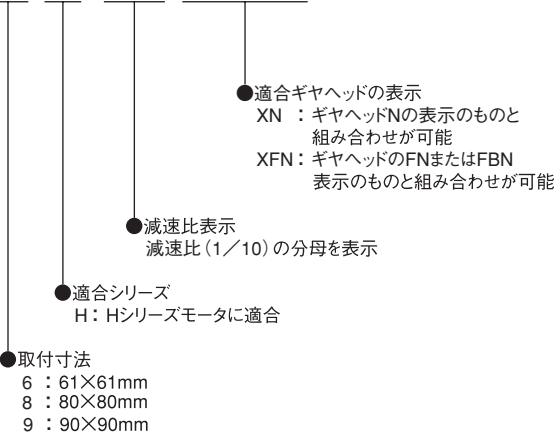 ●適合ギヤヘッドの表示
XN ：ギヤヘッドNの表示のものと
組み合わせが可能
XFN：ギヤヘッドのFNまたはFBN
表示のものと組み合わせが可能
●減速比表示
減速比（1／10）の分母を表示
●適合シリーズ
H：Hシリーズモータに適合
●取付寸法
6 ：61×61mm
8 ：80×80mm
9 ：90×90mm